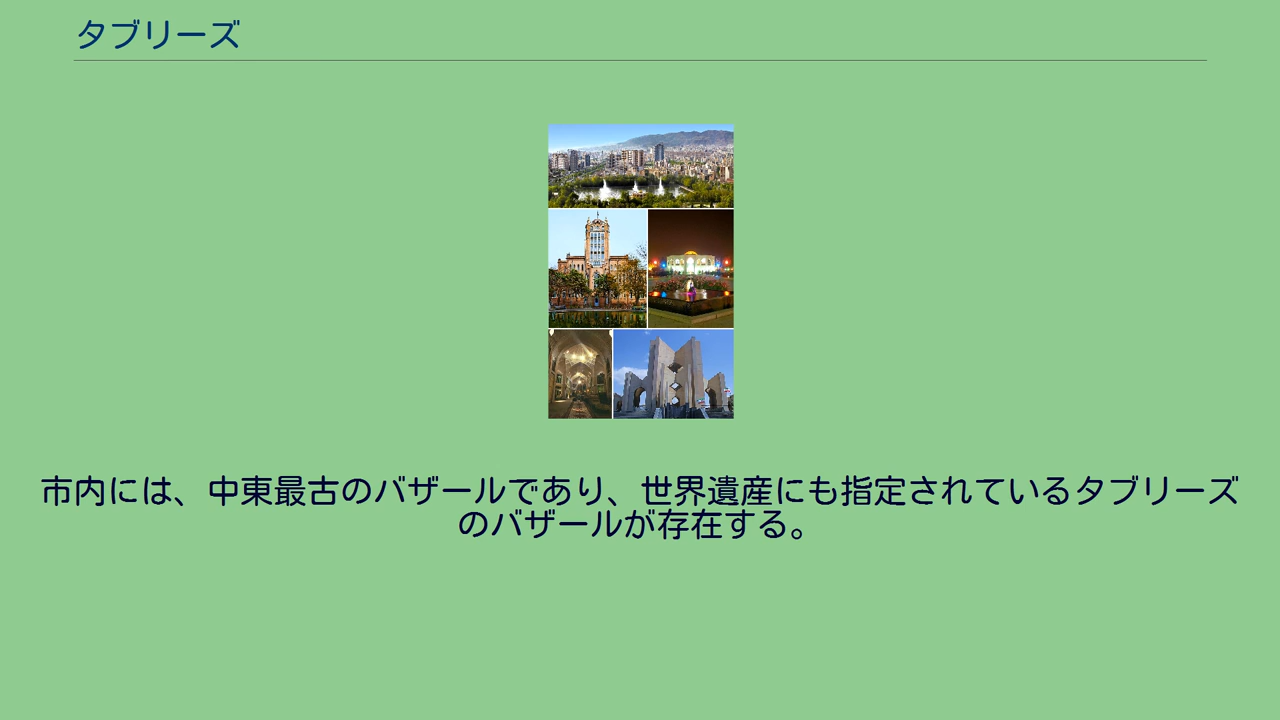 タブリーズ
市内には、中東最古のバザールであり、世界遺産にも指定されているタブリーズ
のバザールが存在する。